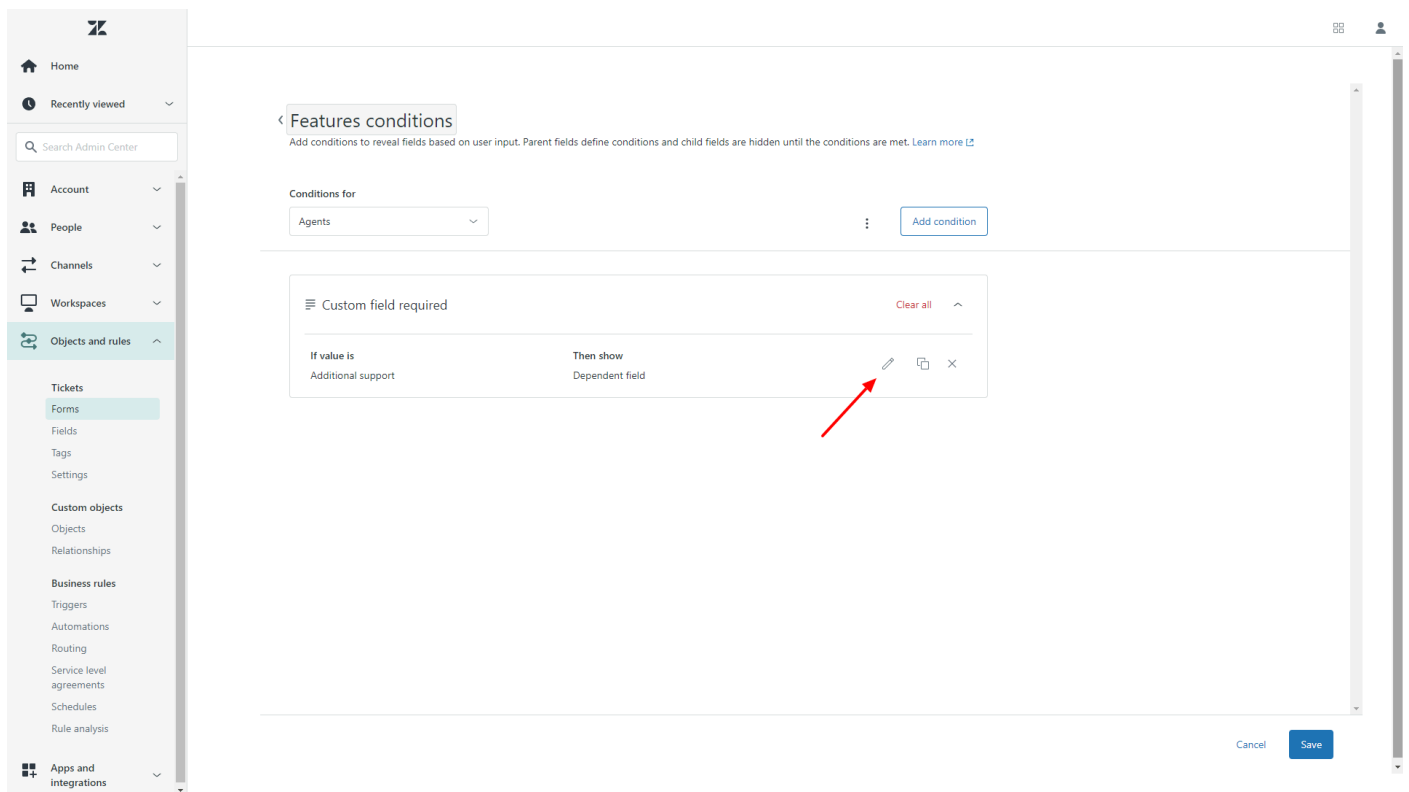 Home
Recently viewed
Search Admin Center
Account
People
Channels
Workspaces
Objects and rules
Tickets
Forms
Fields
Tags
Settings
Custom objects
Objects
Relationships
Business rules
Triggers
Automations
Routing
Service level
agreements
Schedules
Rule analysis
Apps and
integrations
Features conditions
Add conditions to reveal fields based on user input. Parent fields define conditions and child fields are hidden until the conditions are met. Learn more
Conditions for
Agents
Add condition
Custom field required
Clear all
If value is
Then show
Additional support
Dependent field
Cancel
Save